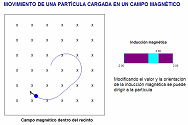 MOVIMIENTO DE UNA PARTÍCULA CARGADA EN UN CAMPO MAGNÉTICO
Inducción magnética
Modificando el valor y la orientación
de la inducción magnética se puede
dirigir a la partícula
Campo magnético dentro del recinto